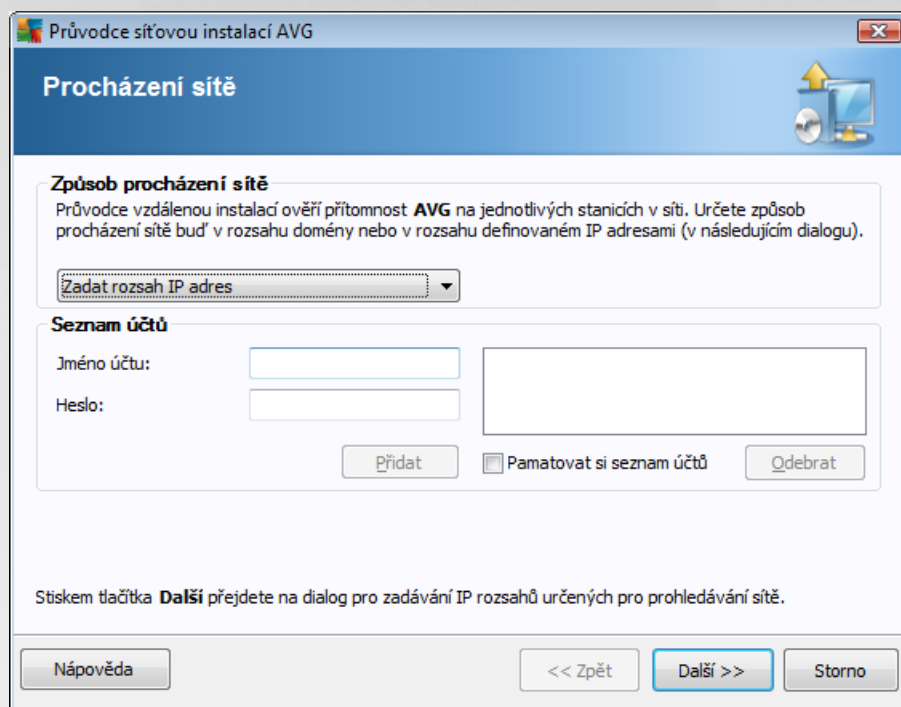 Průvodce síťovou instalací AVG
Procházení sítě
Způsob procházení sítě
Průvodce vzdálenou instalací ověří přítomnost AVG na jednotlivých stanicích v síti. Určete způsob
procházení sítě buď v rozsahu domény nebo v rozsahu definovaném IP adresami (v následujícím dialogu).
Zadat rozsah IP adres
Seznam účtů
Jméno účtu:
Heslo:
Přidat
Pamatovat si seznam účtů
Odebrat
Stiskem tlačítka Další přejdete na dialog pro zadávání IP rozsahů určených pro prohledávání sítě.
Nápověda
<< Zpět
Další >>
Storno